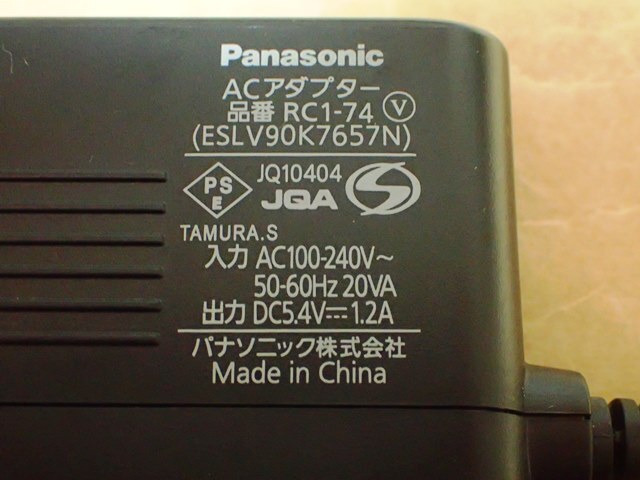 Panasonic
ACアダプター
品番 RC1-74 Ⓥ
(ESLV90K7657N)
PS
E
JQ10404
JQA
S
TAMURA.S
入力 AC100-240V～
50-60Hz 20VA
出力 DC5.4V⎓1.2A
パナソニック株式会社
Made in China